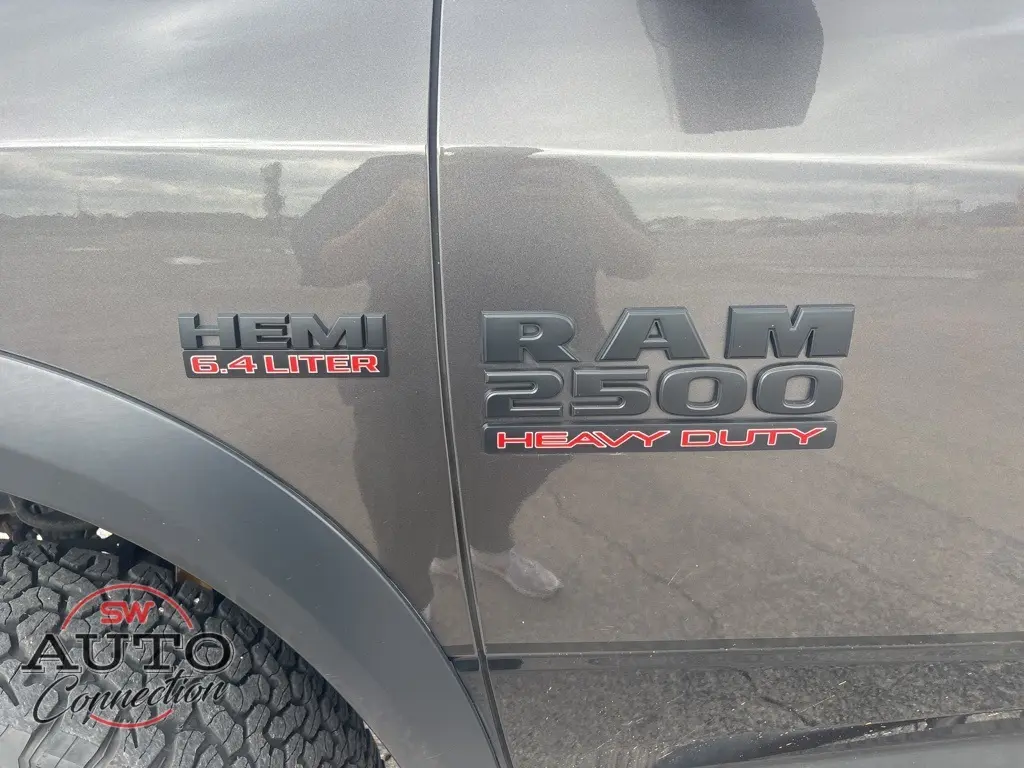 HEMI
6.4 LITER
RAM
2500
HEAVY DUTY
SW
AUTO
Connection